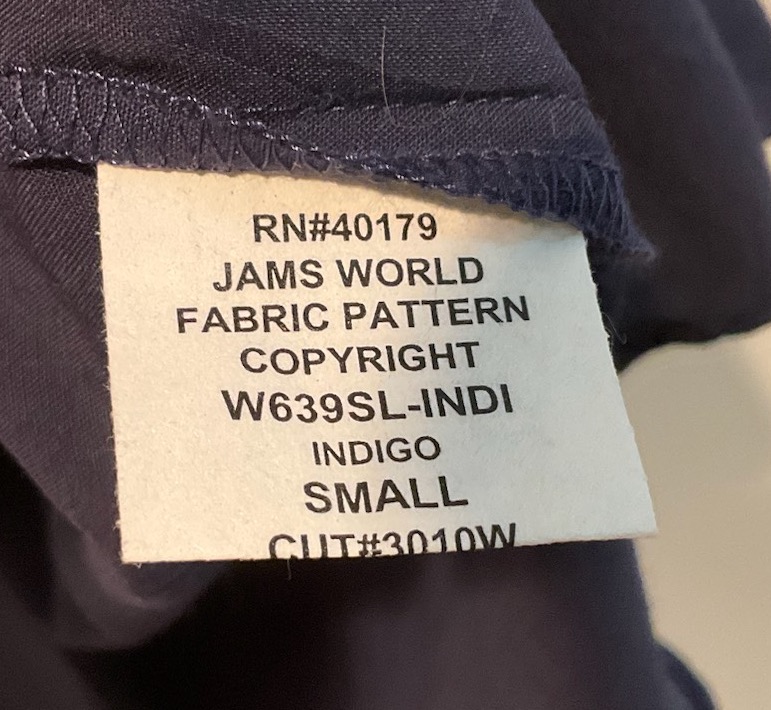 RN#40179
JAMS WORLD
FABRIC PATTERN
COPYRIGHT
W639SL-INDI
INDIGO
SMALL
CUT#3010W